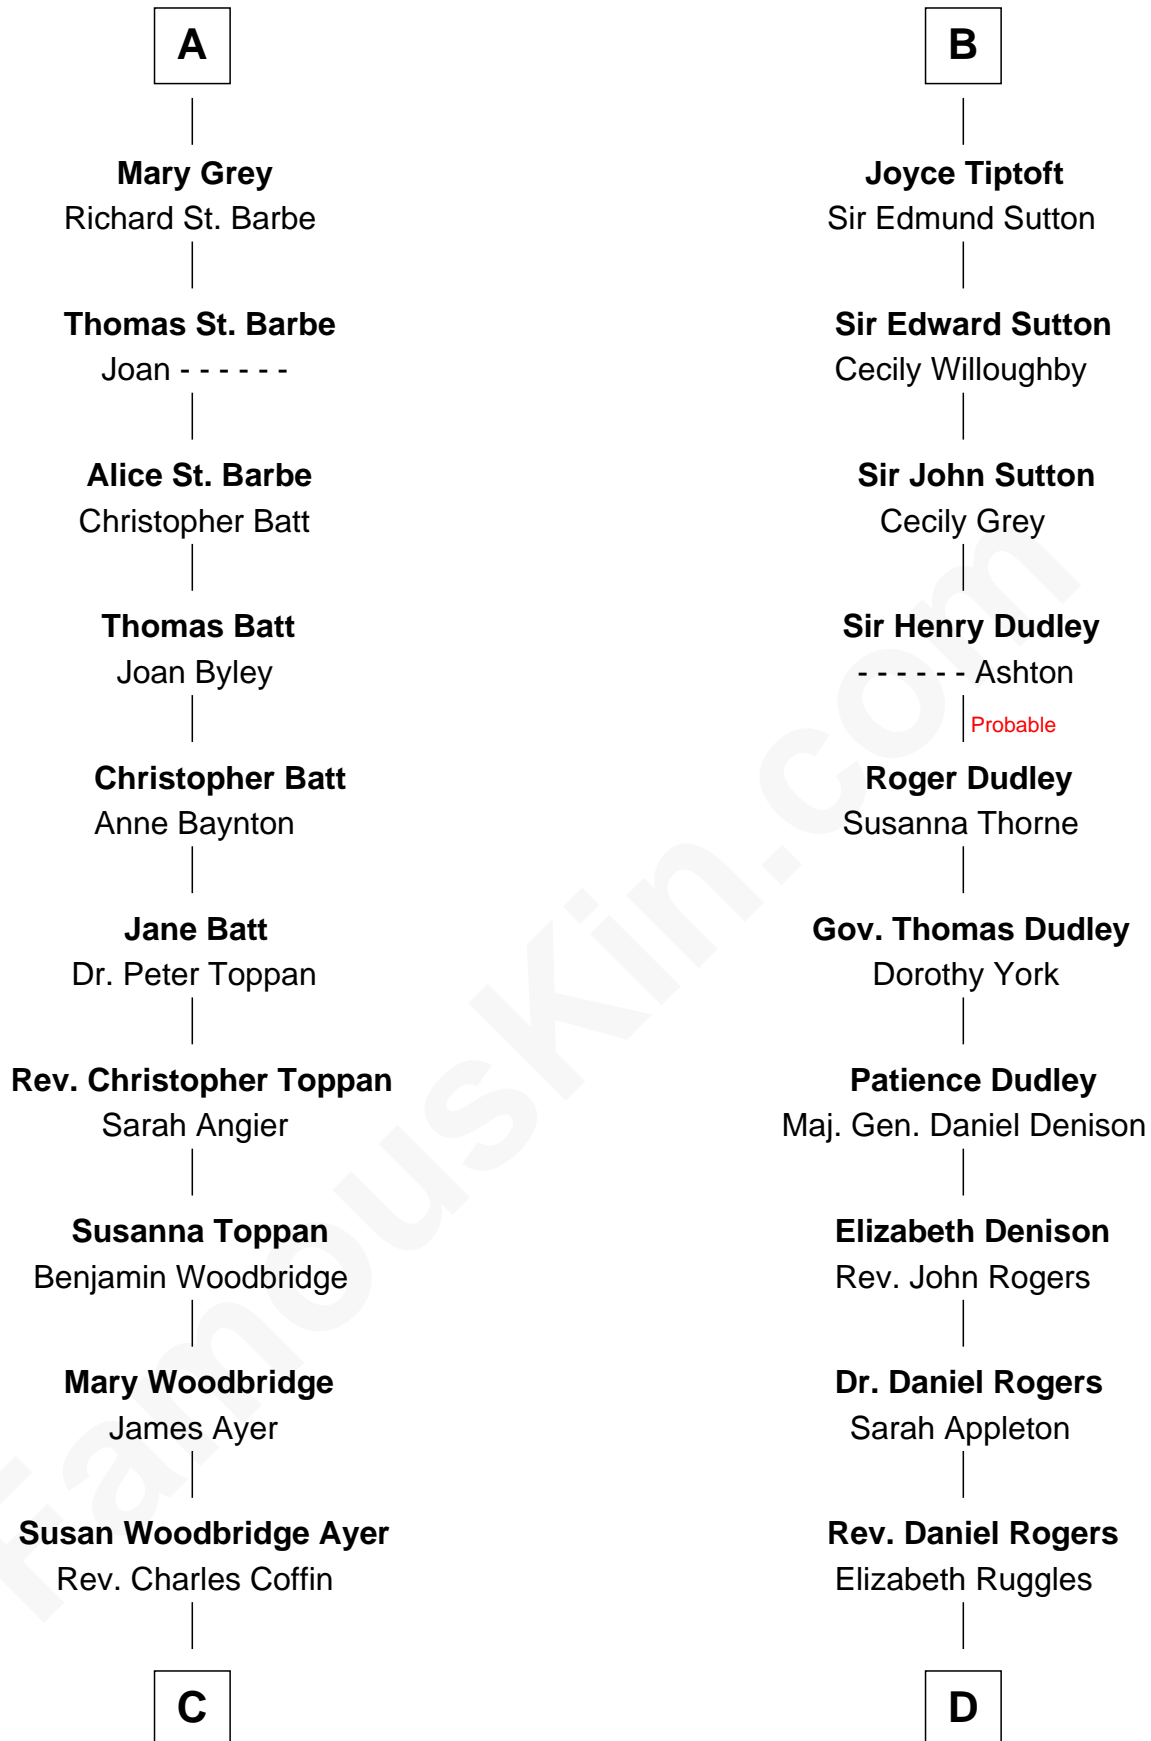 A
Mary Grey
Richard St. Barbe
Thomas St. Barbe
Joan - - - - - -
Alice St. Barbe
Christopher Batt
Thomas Batt
Joan Byley
Christopher Batt
Anne Baynton
Jane Batt
Dr. Peter Toppan
Rev. Christopher Toppan
Sarah Angier
Susanna Toppan
Benjamin Woodbridge
Mary Woodbridge
James Ayer
Susan Woodbridge Ayer
Rev. Charles Coffin
C
B
Joyce Tiptoft
Sir Edmund Sutton
Sir Edward Sutton
Cecily Willoughby
Sir John Sutton
Cecily Grey
Sir Henry Dudley
- - - - - - Ashton
Probable
Roger Dudley
Susanna Thorne
Gov. Thomas Dudley
Dorothy York
Patience Dudley
Maj. Gen. Daniel Denison
Elizabeth Denison
Rev. John Rogers
Dr. Daniel Rogers
Sarah Appleton
Rev. Daniel Rogers
Elizabeth Ruggles
D
FamousKin.com